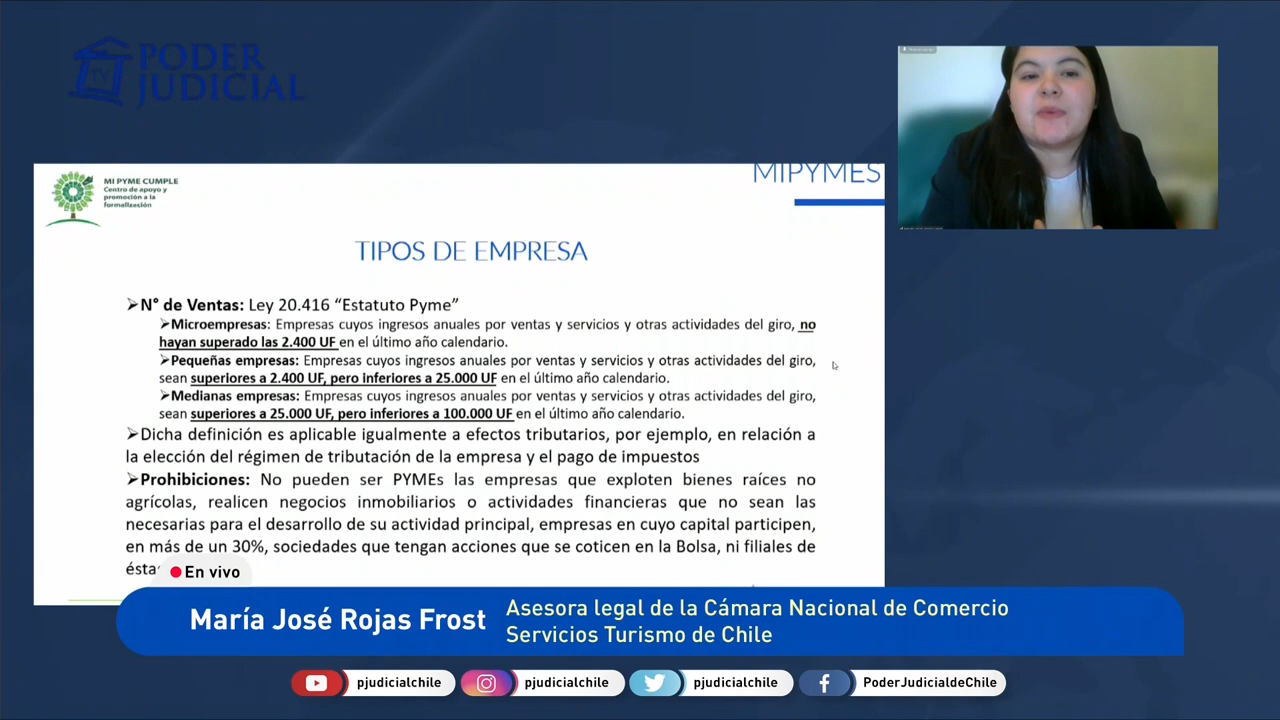 PODER
TV
JUDICIAL
MI PYME CUMPLE
Centro de apoyo y
promoción a la
formalización
MIPYMES
TIPOS DE EMPRESA
➢N° de Ventas: Ley 20.416 “Estatuto Pyme”
➢Microempresas: Empresas cuyos ingresos anuales por ventas y servicios y otras actividades del giro, no
hayan superado las 2.400 UF en el último año calendario.
➢Pequeñas empresas: Empresas cuyos ingresos anuales por ventas y servicios y otras actividades del giro,
sean superiores a 2.400 UF, pero inferiores a 25.000 UF en el último año calendario.
➢Medianas empresas: Empresas cuyos ingresos anuales por ventas y servicios y otras actividades del giro,
sean superiores a 25.000 UF, pero inferiores a 100.000 UF en el último año calendario.
➢Dicha definición es aplicable igualmente a efectos tributarios, por ejemplo, en relación a
la elección del régimen de tributación de la empresa y el pago de impuestos
➢Prohibiciones: No pueden ser PYMEs las empresas que exploten bienes raíces no
agrícolas, realicen negocios inmobiliarios o actividades financieras que no sean las
necesarias para el desarrollo de su actividad principal, empresas en cuyo capital participen,
en más de un 30%, sociedades que tengan acciones que se coticen en la Bolsa, ni filiales de
ésta
En vivo
María José Rojas Frost
Asesora legal de la Cámara Nacional de Comercio
Servicios Turismo de Chile
pjudicialchile
pjudicialchile
pjudicialchile
PoderJudicialdeChile